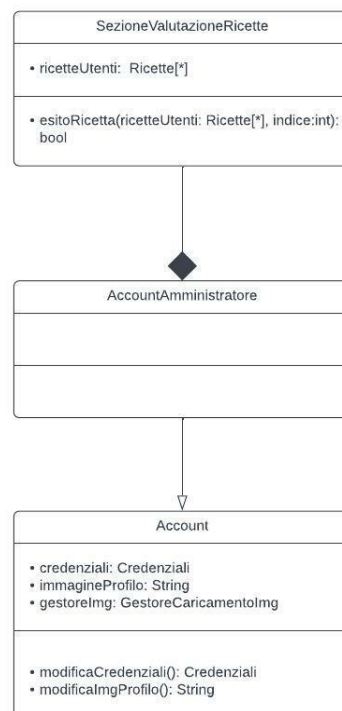 SezioneValutazioneRicette
• ricetteUtenti:  Ricette[*]
• esitoRicetta(ricetteUtenti: Ricette[*], indice:int):
bool
AccountAmministratore
Account
• credenziali: Credenziali
• immagineProfilo: String
• gestoreImg: GestoreCaricamentoImg
• modificaCredenziali(): Credenziali
• modificaImgProfilo(): String